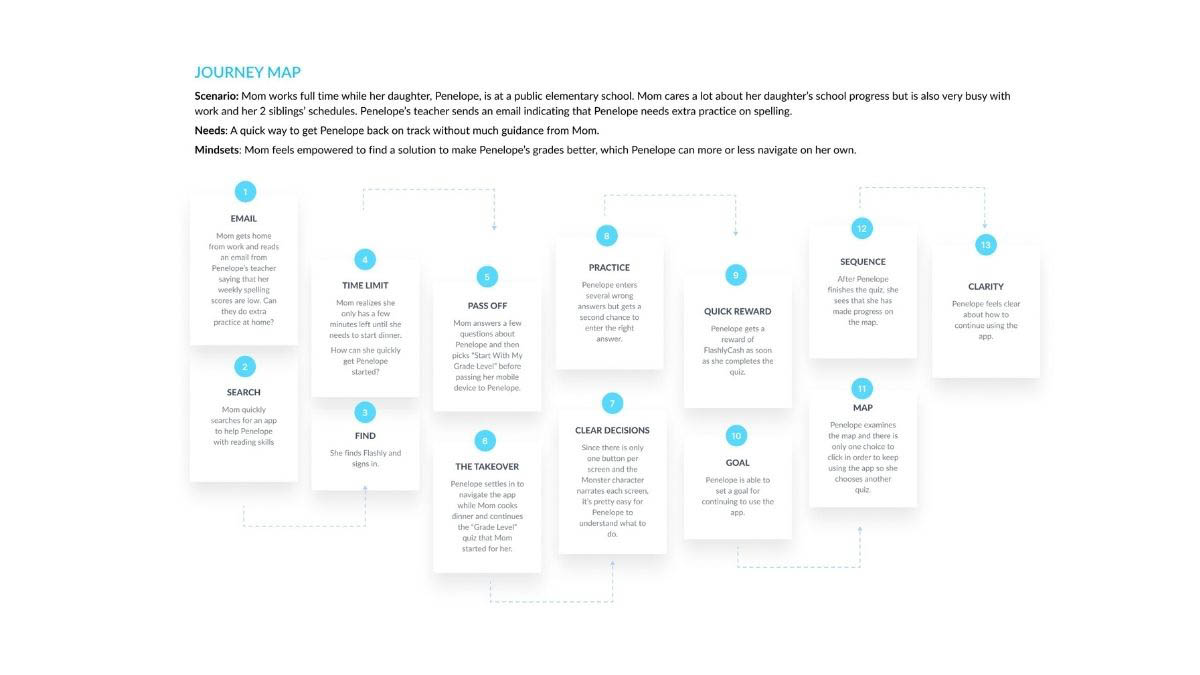 JOURNEY MAP
Scenario: Mom works full time while her daughter, Penelope, is at a public elementary school. Mom cares a lot about her daughter's school progress but is also very busy with
work and her 2 siblings' schedules. Penelope's teacher sends an email indicating that Penelope needs extra practice on spelling.
Needs: A quick way to get Penelope back on track without much guidance from Mom.
Mindsets: Mom feels empowered to find a solution to make Penelope's grades better, which Penelope can more or less navigate on her own.
1
EMAIL
Mom gets home
from work and reads
an email from
Penelope's teacher
saying that her
weekly spelling
scores are low. Can
they do extra
practice at home?
2
SEARCH
Mom quickly
searches for an app
to help Penelope
with reading skills
3
FIND
She finds Flashly and
signs in.
4
TIME LIMIT
Mom realizes she
only has a few
minutes left until she
needs to start dinner.
How can she quickly
get Penelope
started?
5
PASS OFF
Mom answers a few
questions about
Penelope and then
picks "Start With My
Grade Level" before
passing her mobile
device to Penelope.
6
THE TAKEOVER
Penelope settles in to
navigate the app
while Mom cooks
dinner and continues
the "Grade Level"
quiz that Mom
started for her.
7
CLEAR DECISIONS
Since there is only
one button per
screen and the
Monster character
narrates each screen,
it's pretty easy for
Penelope to
understand what to
do.
8
PRACTICE
Penelope enters
several wrong
answers but gets a
second chance to
enter the right
answer.
9
QUICK REWARD
Penelope gets a
reward of
FlashlyCash as soon
as she completes the
quiz.
10
GOAL
Penelope is able to
set a goal for
continuing to use the
app.
11
MAP
Penelope examines
the map and there is
only one choice to
click in order to keep
using the app so she
chooses another
quiz.
12
SEQUENCE
After Penelope
finishes the quiz, she
sees that she has
made progress on
the map.
13
CLARITY
Penelope feels clear
about how to
continue using the
app.